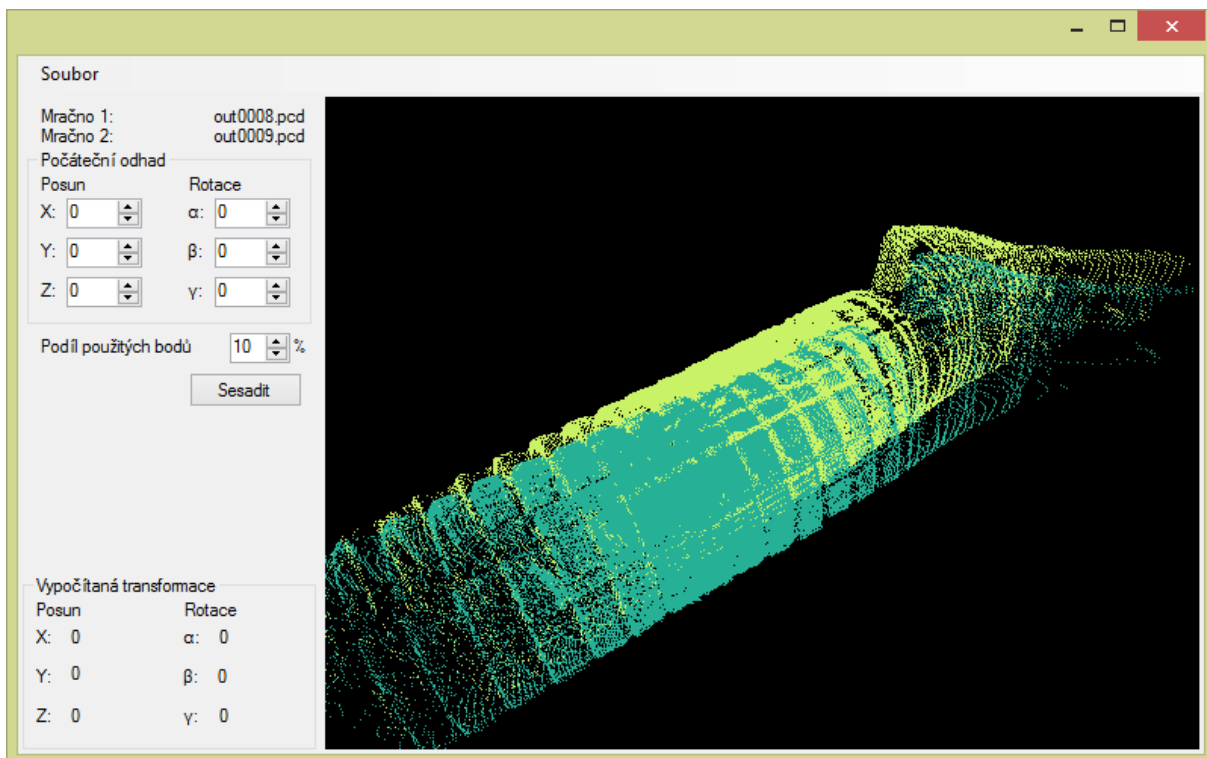 Soubor
Mračno 1: out0008.pcd
Mračno 2: out0009.pcd
Počáteční odhad
Posun Rotace
X: 0 α: 0
Y: 0 β: 0
Z: 0 γ: 0
Podíl použitých bodů 10 %
Sesadit
Vypočítaná transformace
Posun Rotace
X: 0 α: 0
Y: 0 β: 0
Z: 0 γ: 0